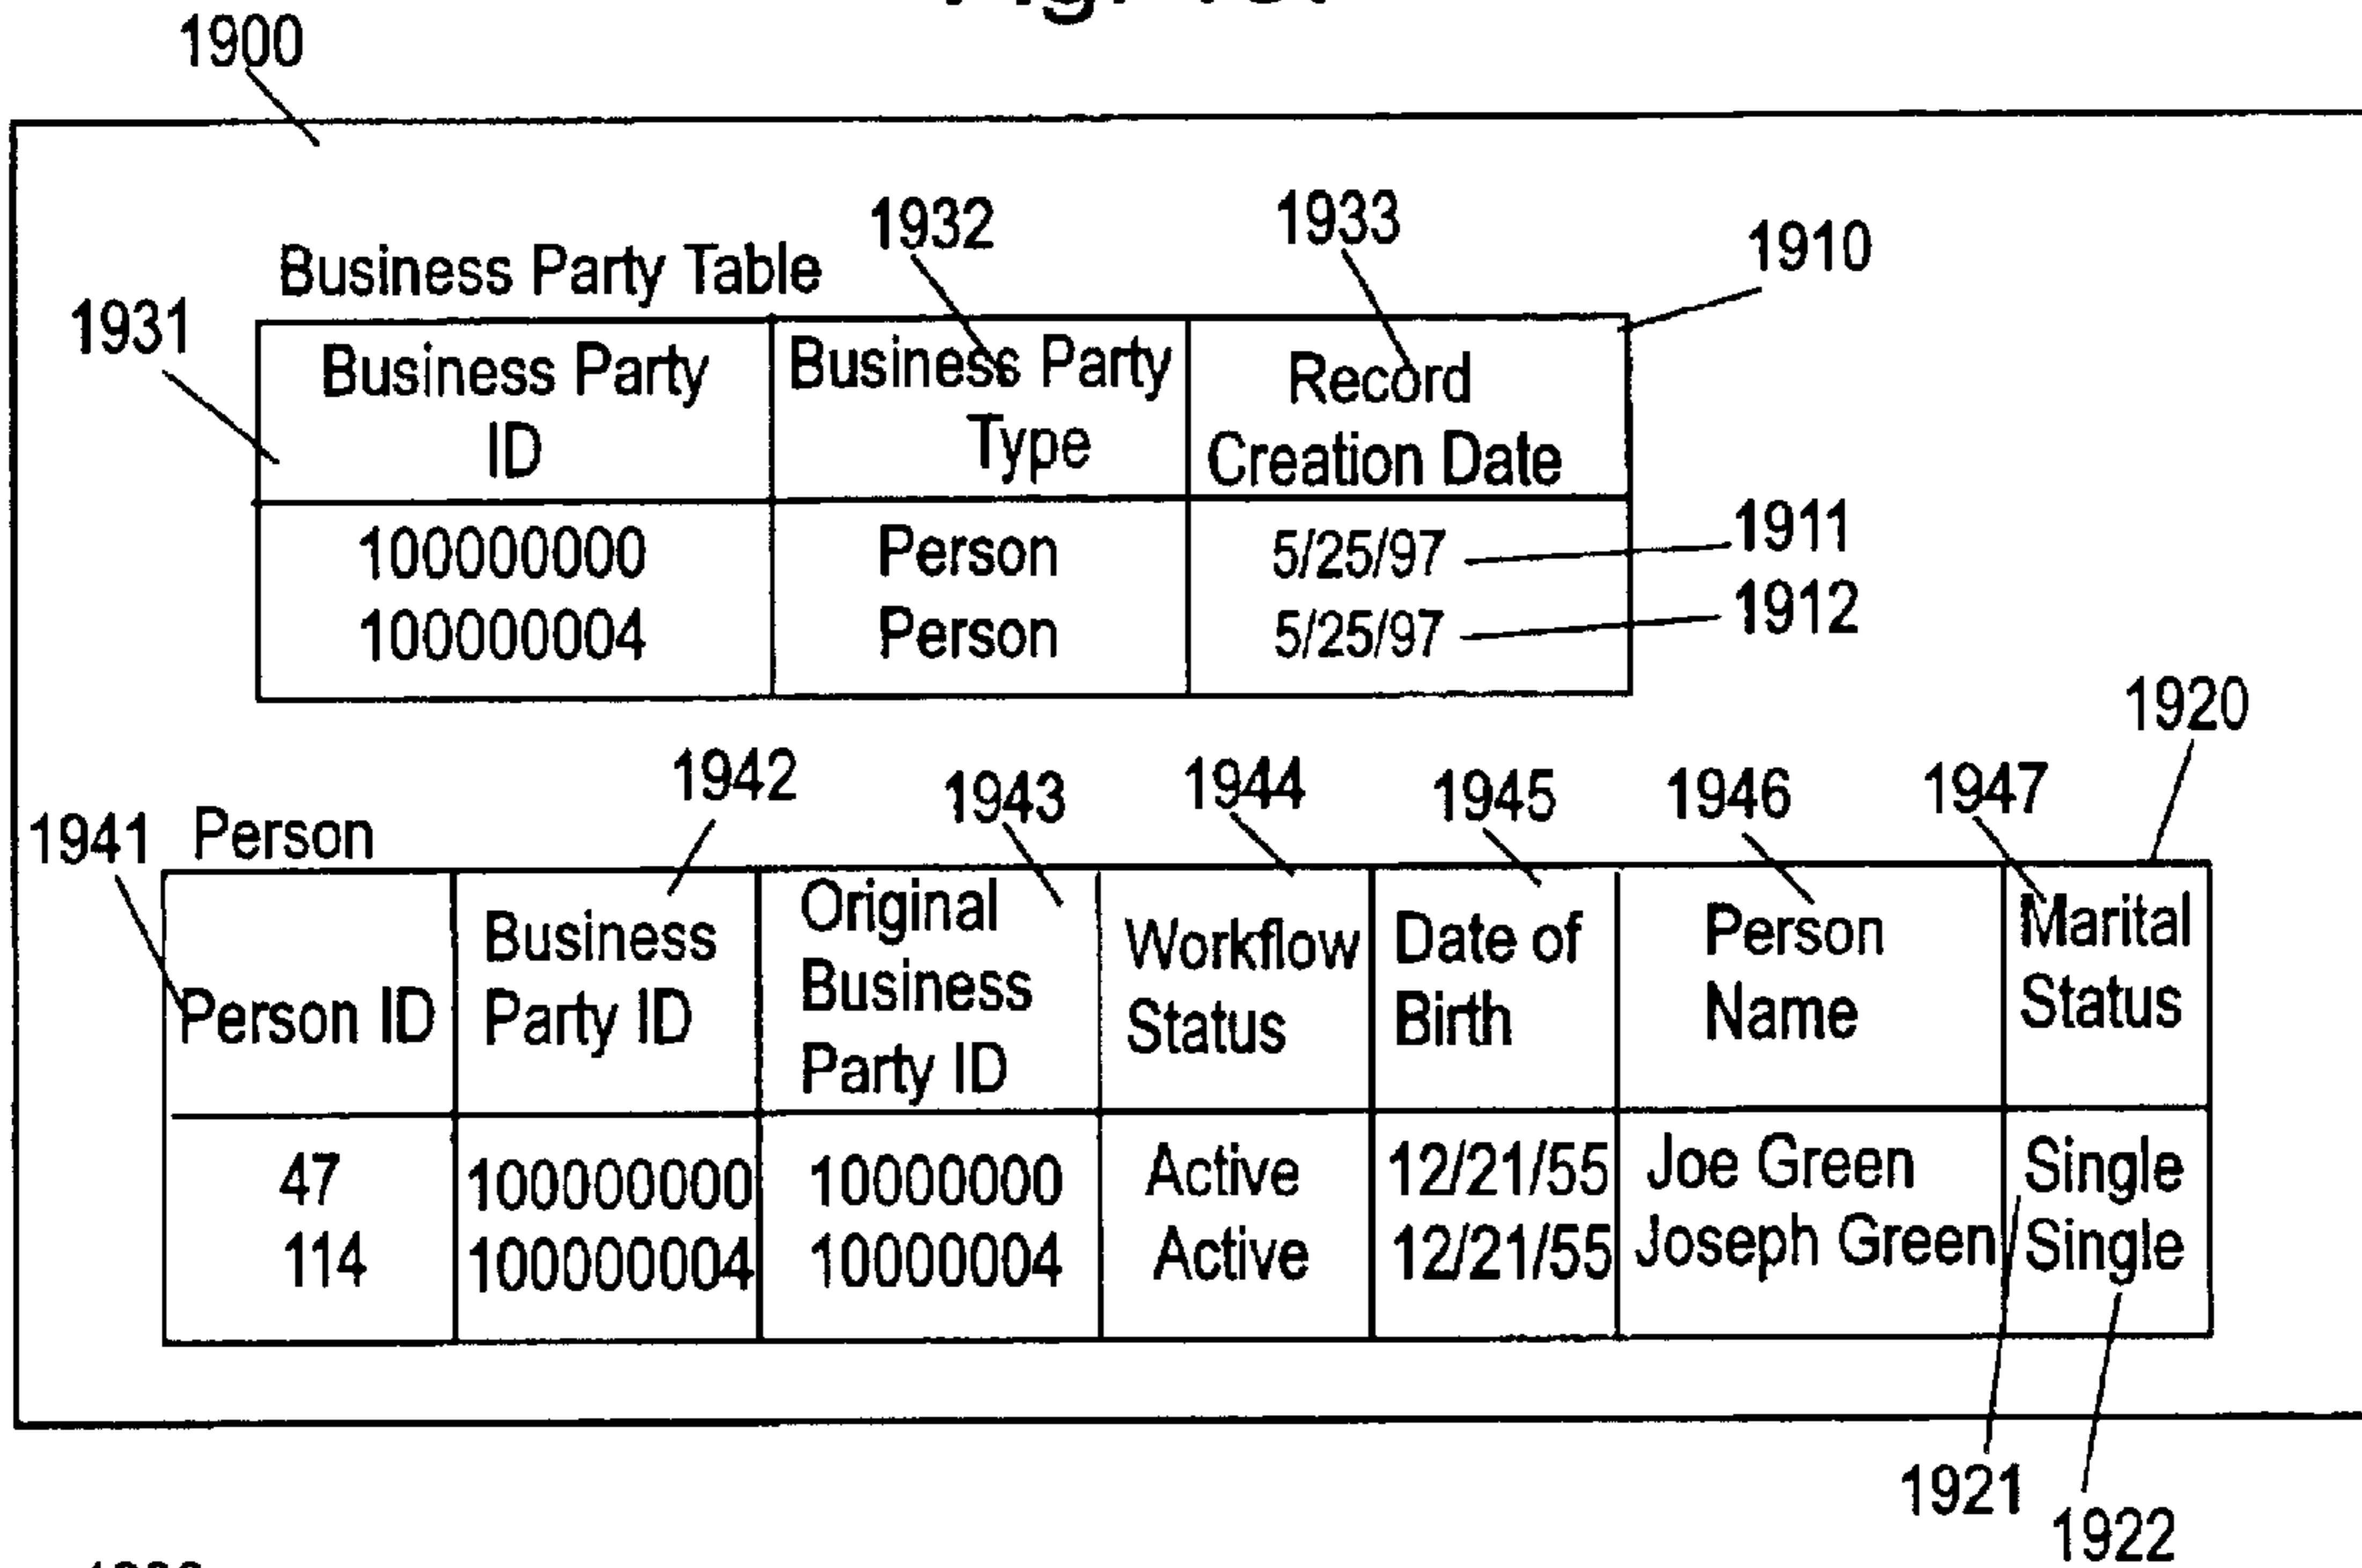 1900
1932
1933
1910
Business Party Table
1931
Business Party ID
Business Party Type
Record Creation Date
100000000 Person 5/25/97 1911
100000004 Person 5/25/97 1912
1920
1942
1943
1944
1945
1946
1947
1941 Person
Person ID
Business Party ID
Original Business Party ID
Workflow Status
Date of Birth
Person Name
Marital Status
47 100000000 10000000 Active 12/21/55 Joe Green Single
114 100000004 10000004 Active 12/21/55 Joseph Green Single
1921
1922